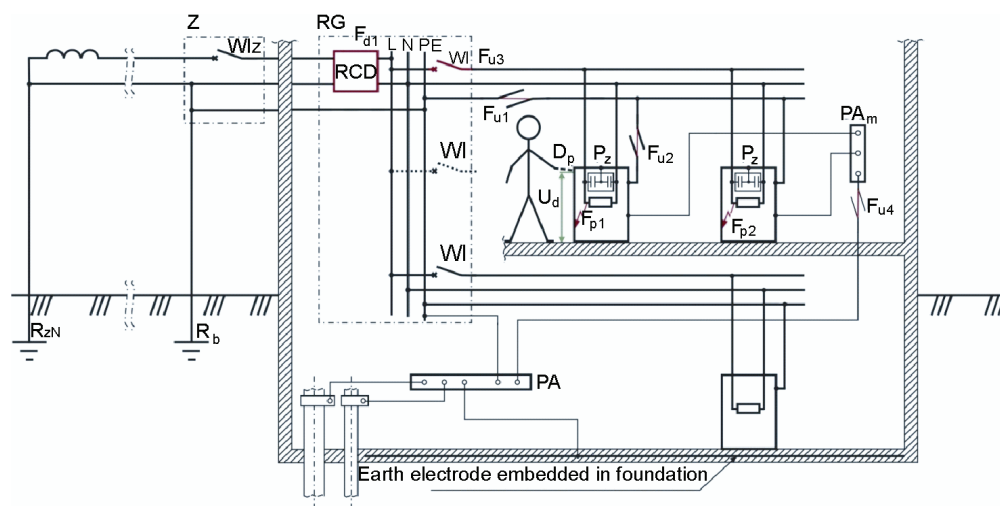 Z
WIz
RG
Fd1
L N PE
RCD
WI
Fu3
Fu1
Fu2
PAm
WI
Dp
Pz
Pz
Ud
Fp1
Fp2
Fu4
WI
RzN
Rb
PA
Earth electrode embedded in foundation